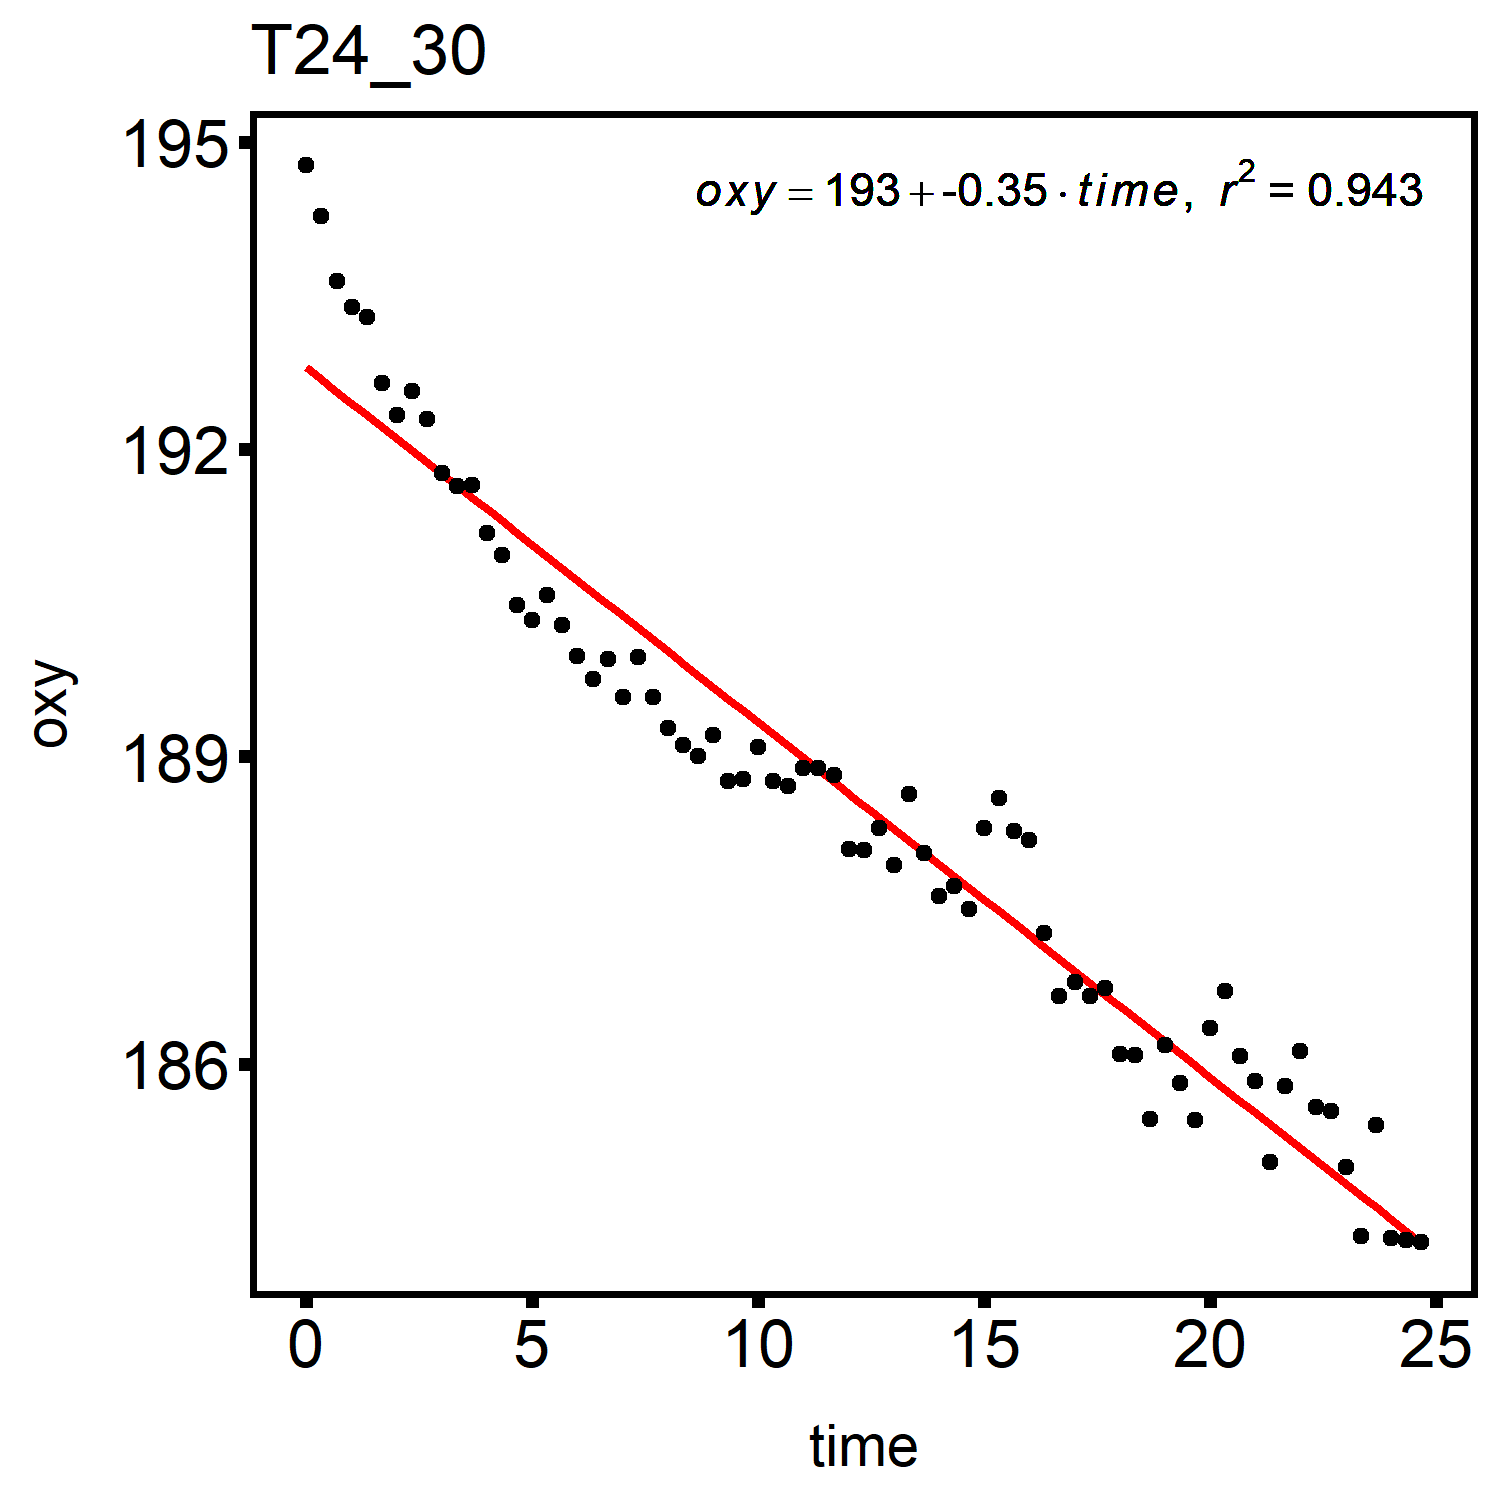 T24_30
oxy = 193 + -0.35 · time, r² = 0.943
195
192
189
186
oxy
0 5 10 15 20 25
time